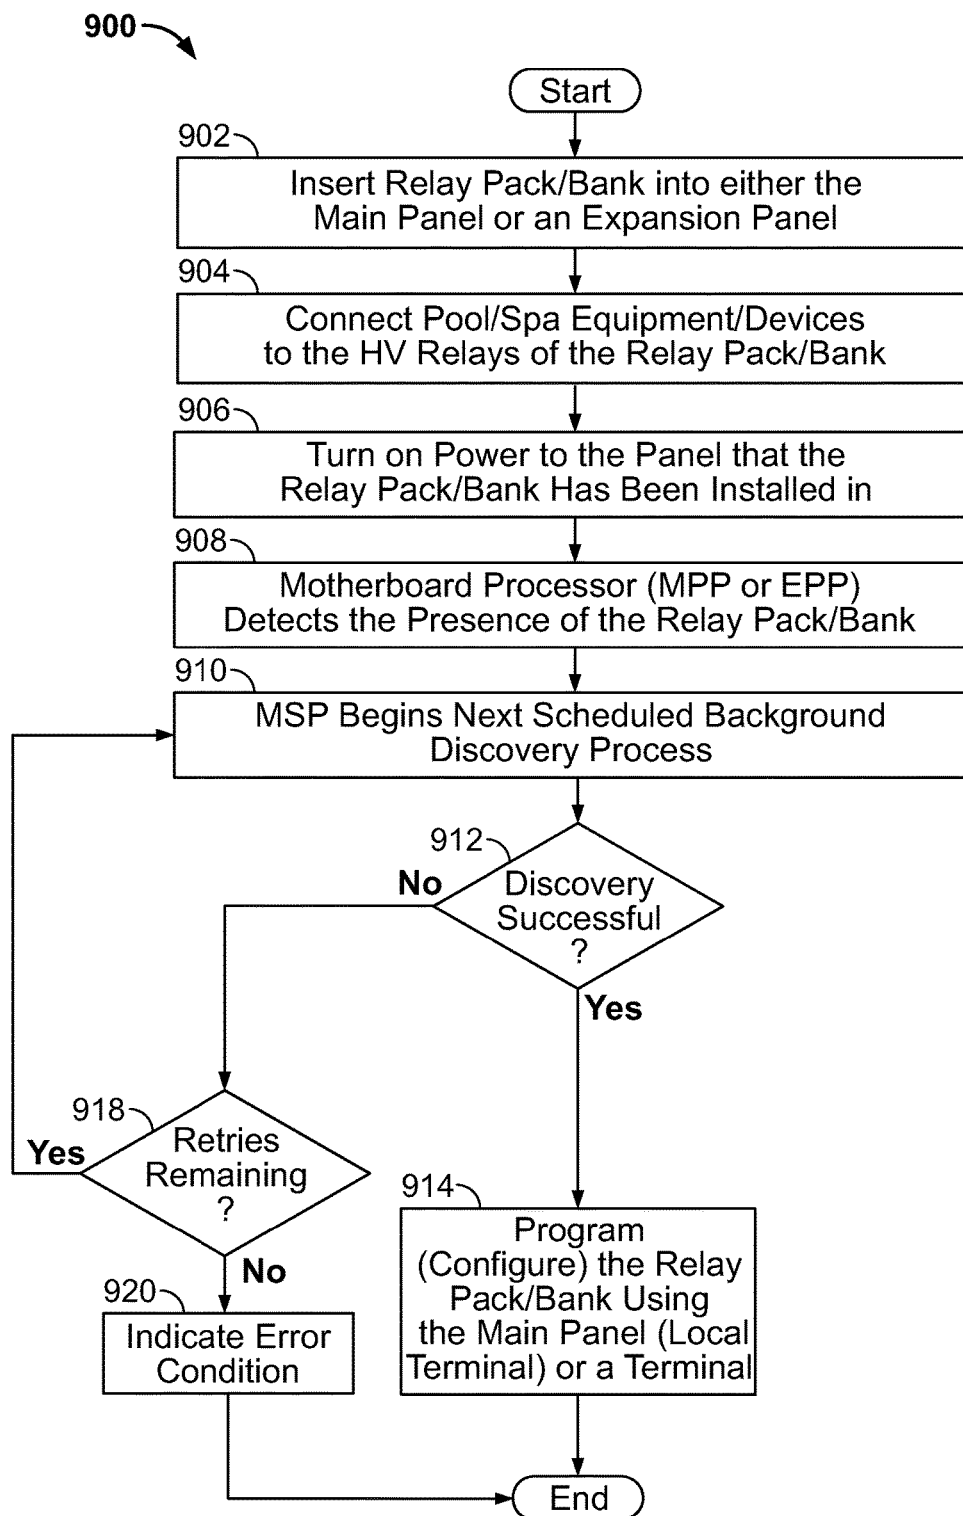 900
Start
902
Insert Relay Pack/Bank into either the
Main Panel or an Expansion Panel
904
Connect Pool/Spa Equipment/Devices
to the HV Relays of the Relay Pack/Bank
906
Turn on Power to the Panel that the
Relay Pack/Bank Has Been Installed in
908
Motherboard Processor (MPP or EPP)
Detects the Presence of the Relay Pack/Bank
910
MSP Begins Next Scheduled Background
Discovery Process
912
No
Discovery
Successful
?
Yes
918
Yes
Retries
Remaining
?
No
920
Indicate Error
Condition
914
Program
(Configure) the Relay
Pack/Bank Using
the Main Panel (Local
Terminal) or a Terminal
End